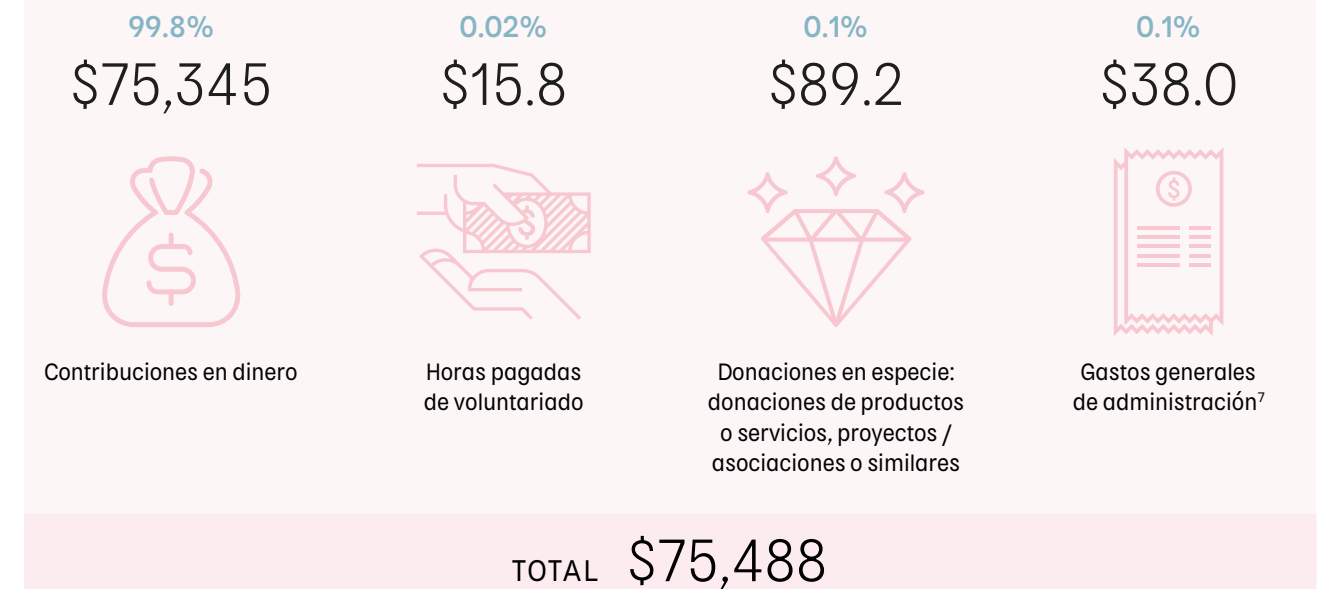 99.8%
$75,345
Contribuciones en dinero
0.02%
$15.8
Horas pagadas
de voluntariado
0.1%
$89.2
Donaciones en especie:
donaciones de productos
o servicios, proyectos /
asociaciones o similares
0.1%
$38.0
Gastos generales
de administración⁷
TOTAL $75,488